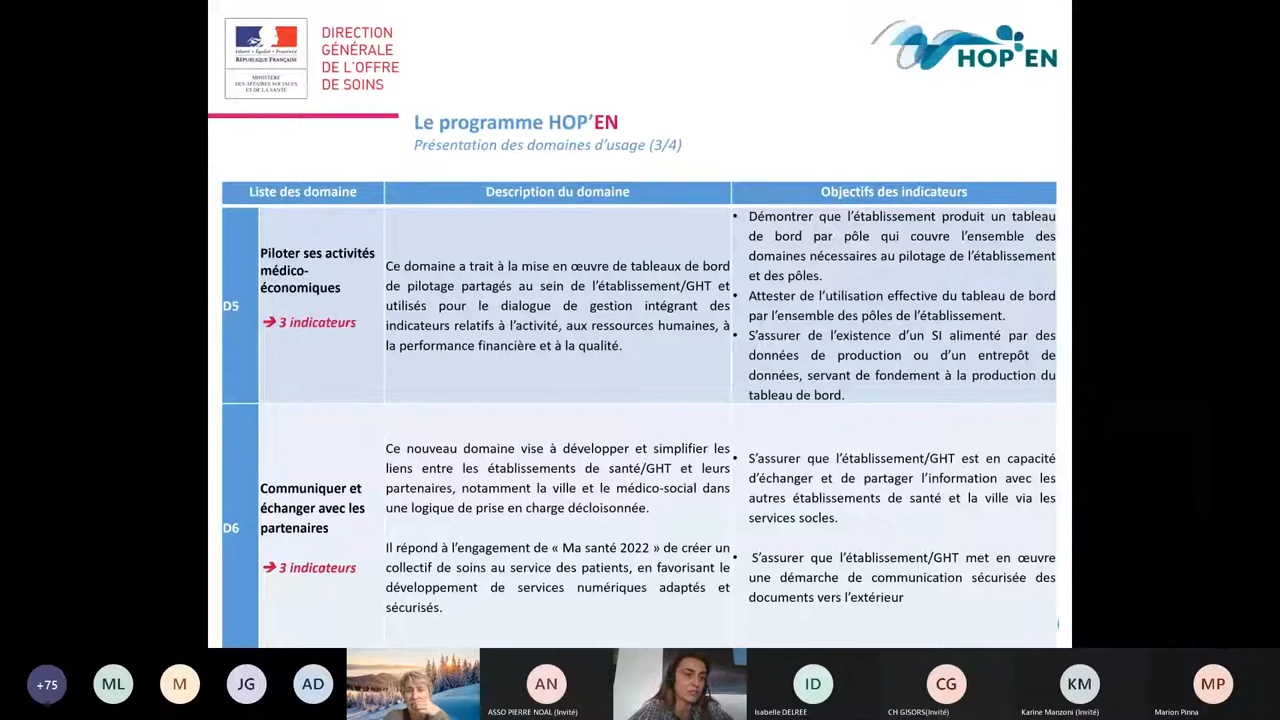 DIRECTION
GÉNÉRALE
DE L'OFFRE
DE SOINS
Liberté • Égalité • Fraternité
RÉPUBLIQUE FRANÇAISE
MINISTÈRE
DES AFFAIRES SOCIALES
ET DE LA SANTÉ
HOP'EN
Le programme HOP'EN
Présentation des domaines d'usage (3/4)
Liste des domaine
Description du domaine
Objectifs des indicateurs
D5
Piloter ses activités
médico-
économiques
➔ 3 indicateurs
Ce domaine a trait à la mise en œuvre de tableaux de bord
de pilotage partagés au sein de l'établissement/GHT et
utilisés pour le dialogue de gestion intégrant des
indicateurs relatifs à l'activité, aux ressources humaines, à
la performance financière et à la qualité.
• Démontrer que l'établissement produit un tableau
de bord par pôle qui couvre l'ensemble des
domaines nécessaires au pilotage de l'établissement
et des pôles.
• Attester de l'utilisation effective du tableau de bord
par l'ensemble des pôles de l'établissement.
• S'assurer de l'existence d'un SI alimenté par des
données de production ou d'un entrepôt de
données, servant de fondement à la production du
tableau de bord.
D6
Communiquer et
échanger avec les
partenaires
➔ 3 indicateurs
Ce nouveau domaine vise à développer et simplifier les
liens entre les établissements de santé/GHT et leurs
partenaires, notamment la ville et le médico-social dans
une logique de prise en charge décloisonnée.
Il répond à l'engagement de « Ma santé 2022 » de créer un
collectif de soins au service des patients, en favorisant le
développement de services numériques adaptés et
sécurisés.
• S'assurer que l'établissement/GHT est en capacité
d'échanger et de partager l'information avec les
autres établissements de santé et la ville via les
services socles.
• S'assurer que l'établissement/GHT met en œuvre
une démarche de communication sécurisée des
documents vers l'extérieur
+75
ML
M
JG
AD
AN
ASSO PIERRE NOAL (Invité)
ID
Isabelle DELREE
CG
CH GISORS(Invité)
KM
Karine Manzoni (Invité)
MP
Marion Pinna